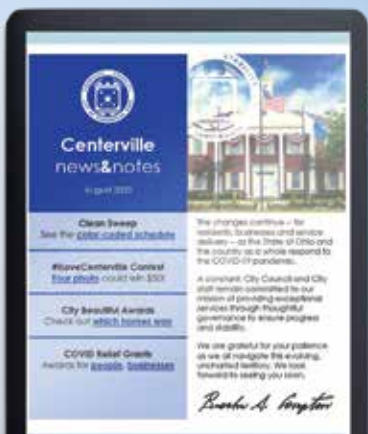 Centerville
news&notes
August 2020
Clean Sweep
See the color-coded schedule
#ILoveCenterville Contest
Your photo could win $50!
City Beautiful Awards
Check out which homes won
COVID Relief Grants
Awards for people, businesses
The changes continue – for
residents, businesses and service
delivery – as the State of Ohio and
the country as a whole respond to
the COVID-19 pandemic.
A constant: City Council and City
staff remain committed to our
mission of providing exceptional
services through thoughtful
governance to ensure progress
and stability.
We are grateful for your patience
as we all navigate this evolving,
uncharted territory. We look
forward to seeing you soon.